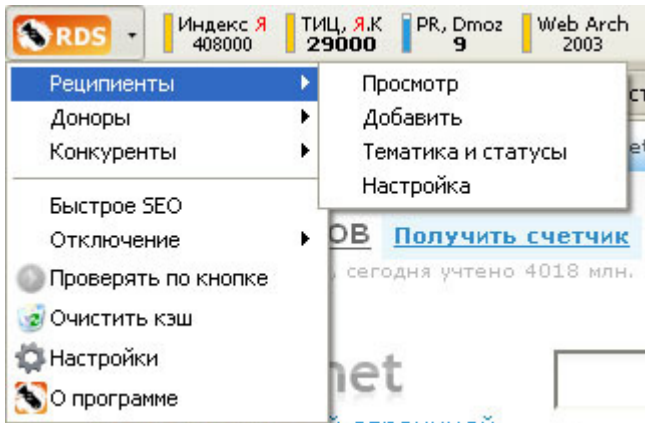 RDS
Индекс Я
408000
ТИЦ, Я.К
29000
PR, Dmoz
9
Web Arch
2003
Реципиенты
Доноры
Конкуренты
Быстрое SEO
Отключение
Проверять по кнопке
Очистить кэш
Настройки
О программе
Просмотр
Добавить
Тематика и статусы
Настройка
ОВ Получить счетчик
, сегодня учтено 4018 млн.
net